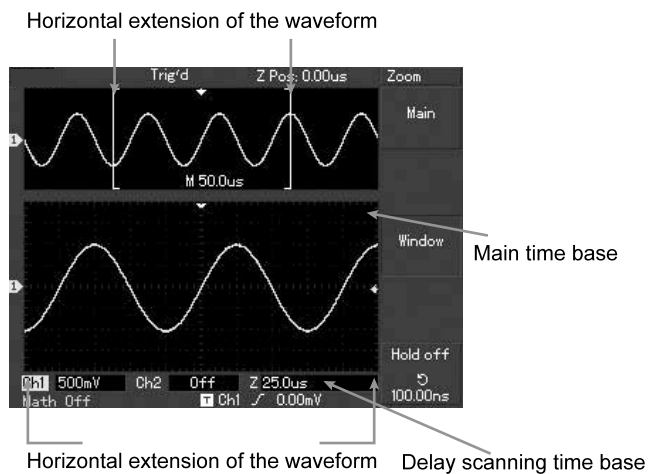 Horizontal extension of the waveform
Trig'd Z Pos: 0.00us Zoom
Main
1
M 50.0us
Window
Main time base
1
Hold off
Ch1 500mV Ch2 Off Z 25.0us
100.00ns
Math Off T Ch1 0.00mV
Horizontal extension of the waveform
Delay scanning time base